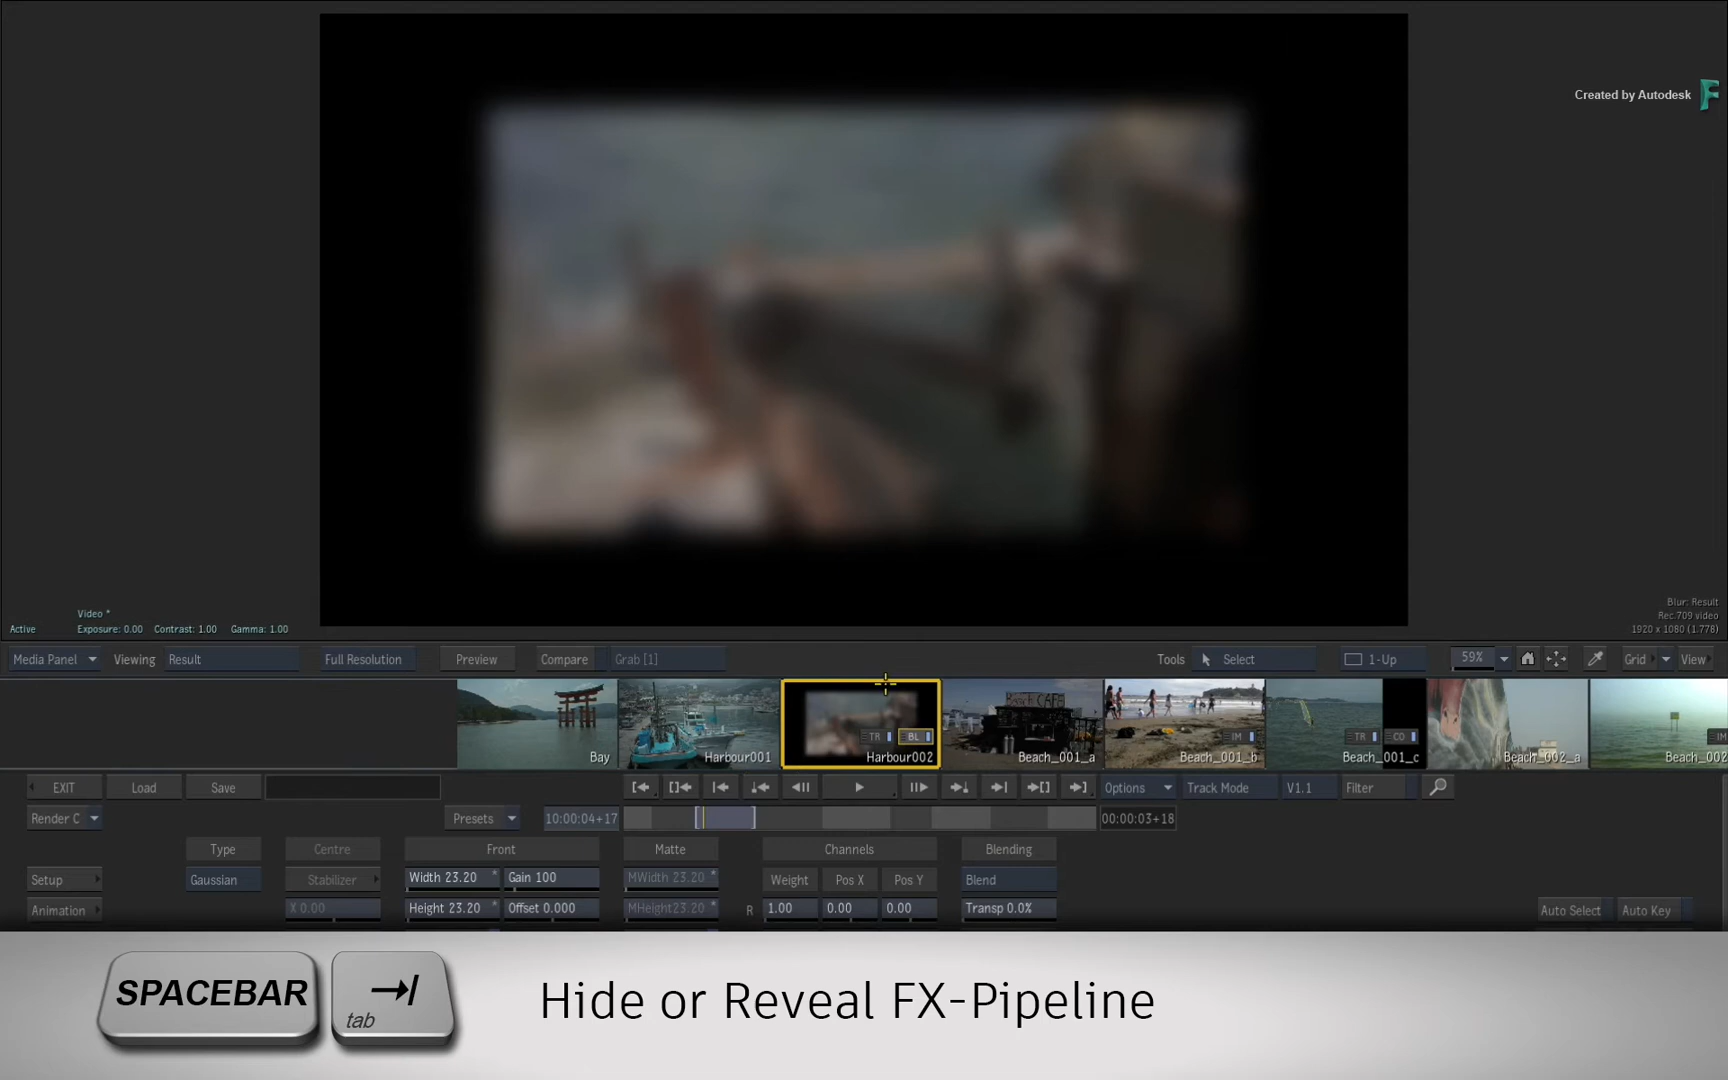 Created by Autodesk
Video *
Active Exposure: 0.00 Contrast: 1.00 Gamma: 1.00
Blur: Result
Rec.709 video
1920 x 1080 (1.778)
Media Panel Viewing Result Full Resolution Preview Compare Grab [1] Tools Select 1-Up 59% Grid View
TR BL IM TR CO IM
Bay Harbour001 Harbour002 Beach_001_a Beach_001_b Beach_001_c Beach_002_a Beach_002
EXIT Load Save Options Track Mode V1.1 Filter
Render C Presets 10:00:04+17 00:00:03+18
Type Centre Front Matte Channels Blending
Setup Gaussian Stabilizer Width 23.20 Gain 100 MWidth 23.20 Weight Pos X Pos Y Blend
Animation X 0.00 Height 23.20 Offset 0.000 MHeight23.20 R 1.00 0.00 0.00 Transp 0.0% Auto Select Auto Key
SPACEBAR tab Hide or Reveal FX-Pipeline